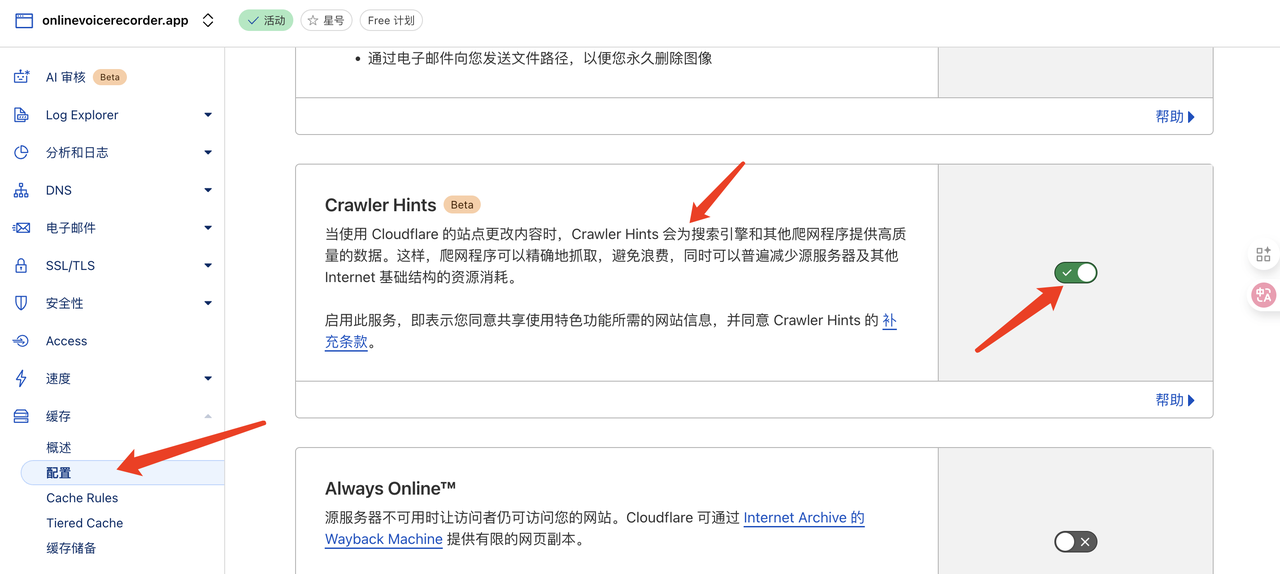 onlinevoicerecorder.app
活动
星号
Free 计划
AI 审核 Beta
Log Explorer
分析和日志
DNS
电子邮件
SSL/TLS
安全性
Access
速度
缓存
概述
配置
Cache Rules
Tiered Cache
缓存储备
• 通过电子邮件向您发送文件路径，以便您永久删除图像
帮助
Crawler Hints Beta
当使用 Cloudflare 的站点更改内容时，Crawler Hints 会为搜索引擎和其他爬网程序提供高质
量的数据。这样，爬网程序可以精确地抓取，避免浪费，同时可以普遍减少源服务器及其他
Internet 基础结构的资源消耗。
启用此服务，即表示您同意共享使用特色功能所需的网站信息，并同意 Crawler Hints 的 补
充条款。
帮助
Always Online™
源服务器不可用时让访问者仍可访问您的网站。Cloudflare 可通过 Internet Archive 的
Wayback Machine 提供有限的网页副本。